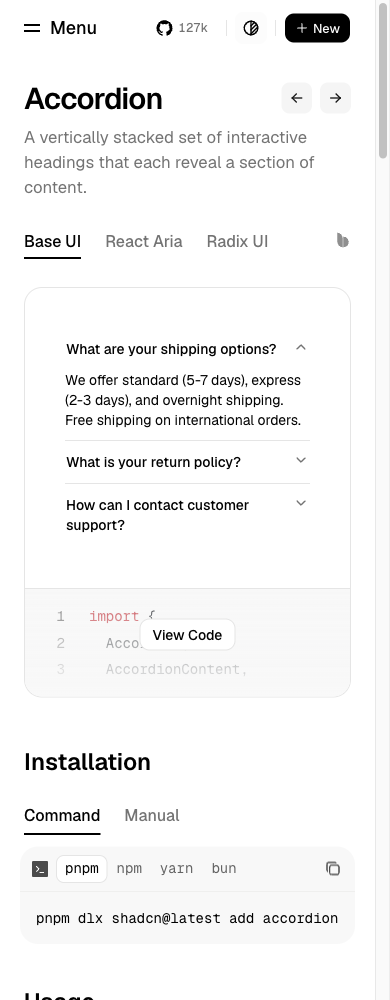 Menu
127k
New
Accordion
A vertically stacked set of interactive
headings that each reveal a section of
content.
Base UI
React Aria
Radix UI
What are your shipping options?
We offer standard (5-7 days), express
(2-3 days), and overnight shipping.
Free shipping on international orders.
What is your return policy?
How can I contact customer
support?
1 import {
2
View Code
3 AccordionContent,
Installation
Command
Manual
pnpm
npm
yarn
bun
pnpm dlx shadcn@latest add accordion
Usage